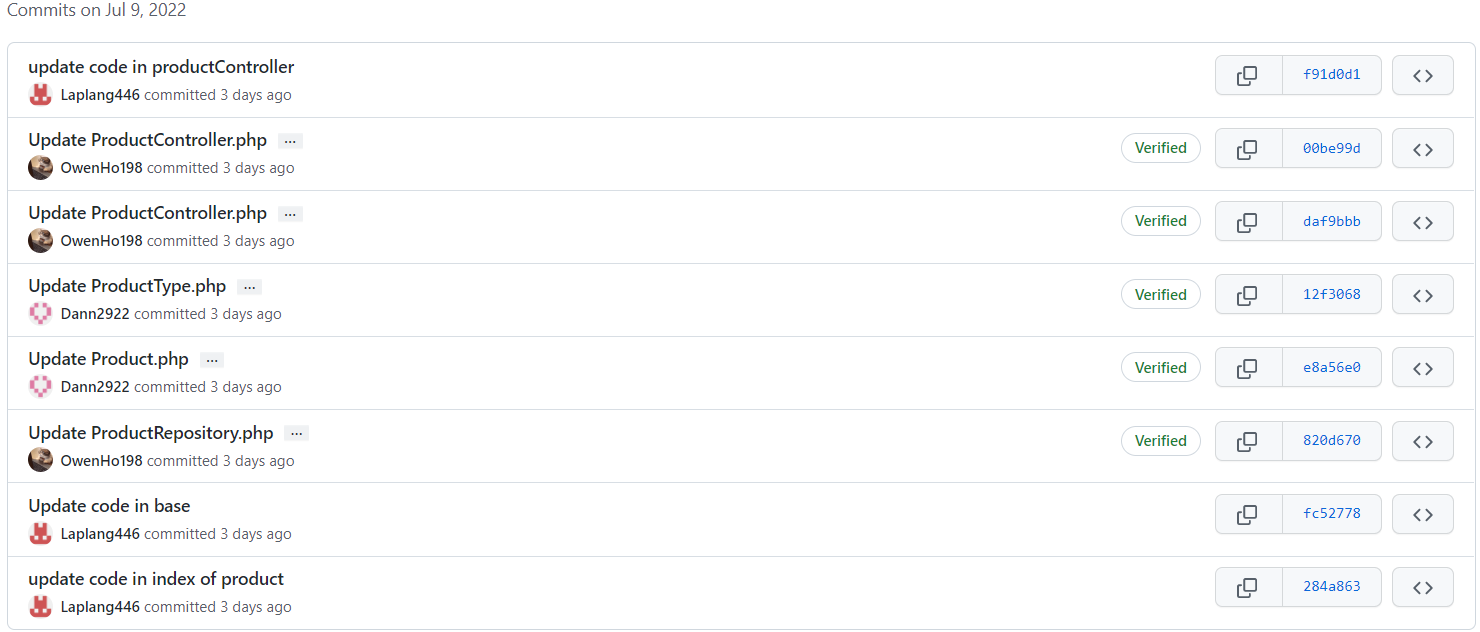 Commits on Jul 9, 2022
update code in productController
Laplang446 committed 3 days ago
f91d0d1
Update ProductController.php ...
OwenHo198 committed 3 days ago
Verified
00be99d
Update ProductController.php ...
OwenHo198 committed 3 days ago
Verified
daf9bbb
Update ProductType.php ...
Dann2922 committed 3 days ago
Verified
12f3068
Update Product.php ...
Dann2922 committed 3 days ago
Verified
e8a56e0
Update ProductRepository.php ...
OwenHo198 committed 3 days ago
Verified
820d670
Update code in base
Laplang446 committed 3 days ago
fc52778
update code in index of product
Laplang446 committed 3 days ago
284a863